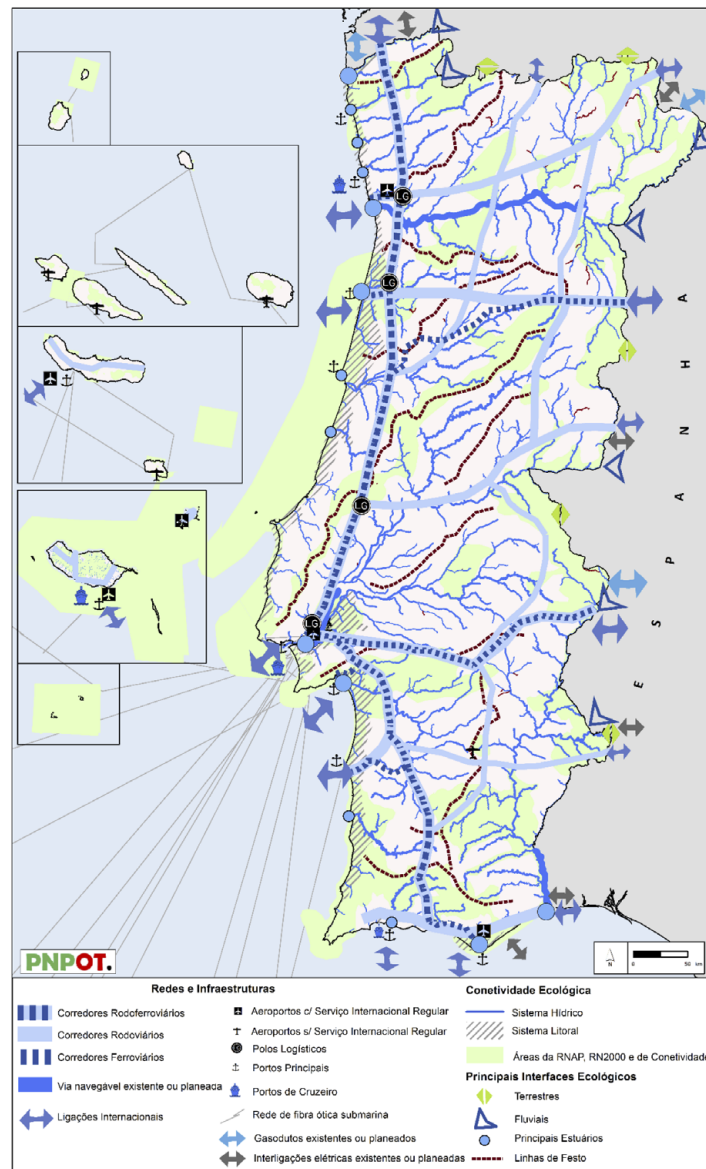 LG
LG
LG
LG
E S P A N H A
PNPOT.
N
0 50 km
Redes e Infraestruturas
Corredores Rodoferroviários
Corredores Rodoviários
Corredores Ferroviários
Via navegável existente ou planeada
Ligações Internacionais
Aeroportos c/ Serviço Internacional Regular
Aeroportos s/ Serviço Internacional Regular
LG Polos Logísticos
Portos Principais
Portos de Cruzeiro
Rede de fibra ótica submarina
Gasodutos existentes ou planeados
Interligações elétricas existentes ou planeadas
Conetividade Ecológica
Sistema Hídrico
Sistema Litoral
Áreas da RNAP, RN2000 e de Conetividade
Principais Interfaces Ecológicos
Terrestres
Fluviais
Principais Estuários
Linhas de Festo